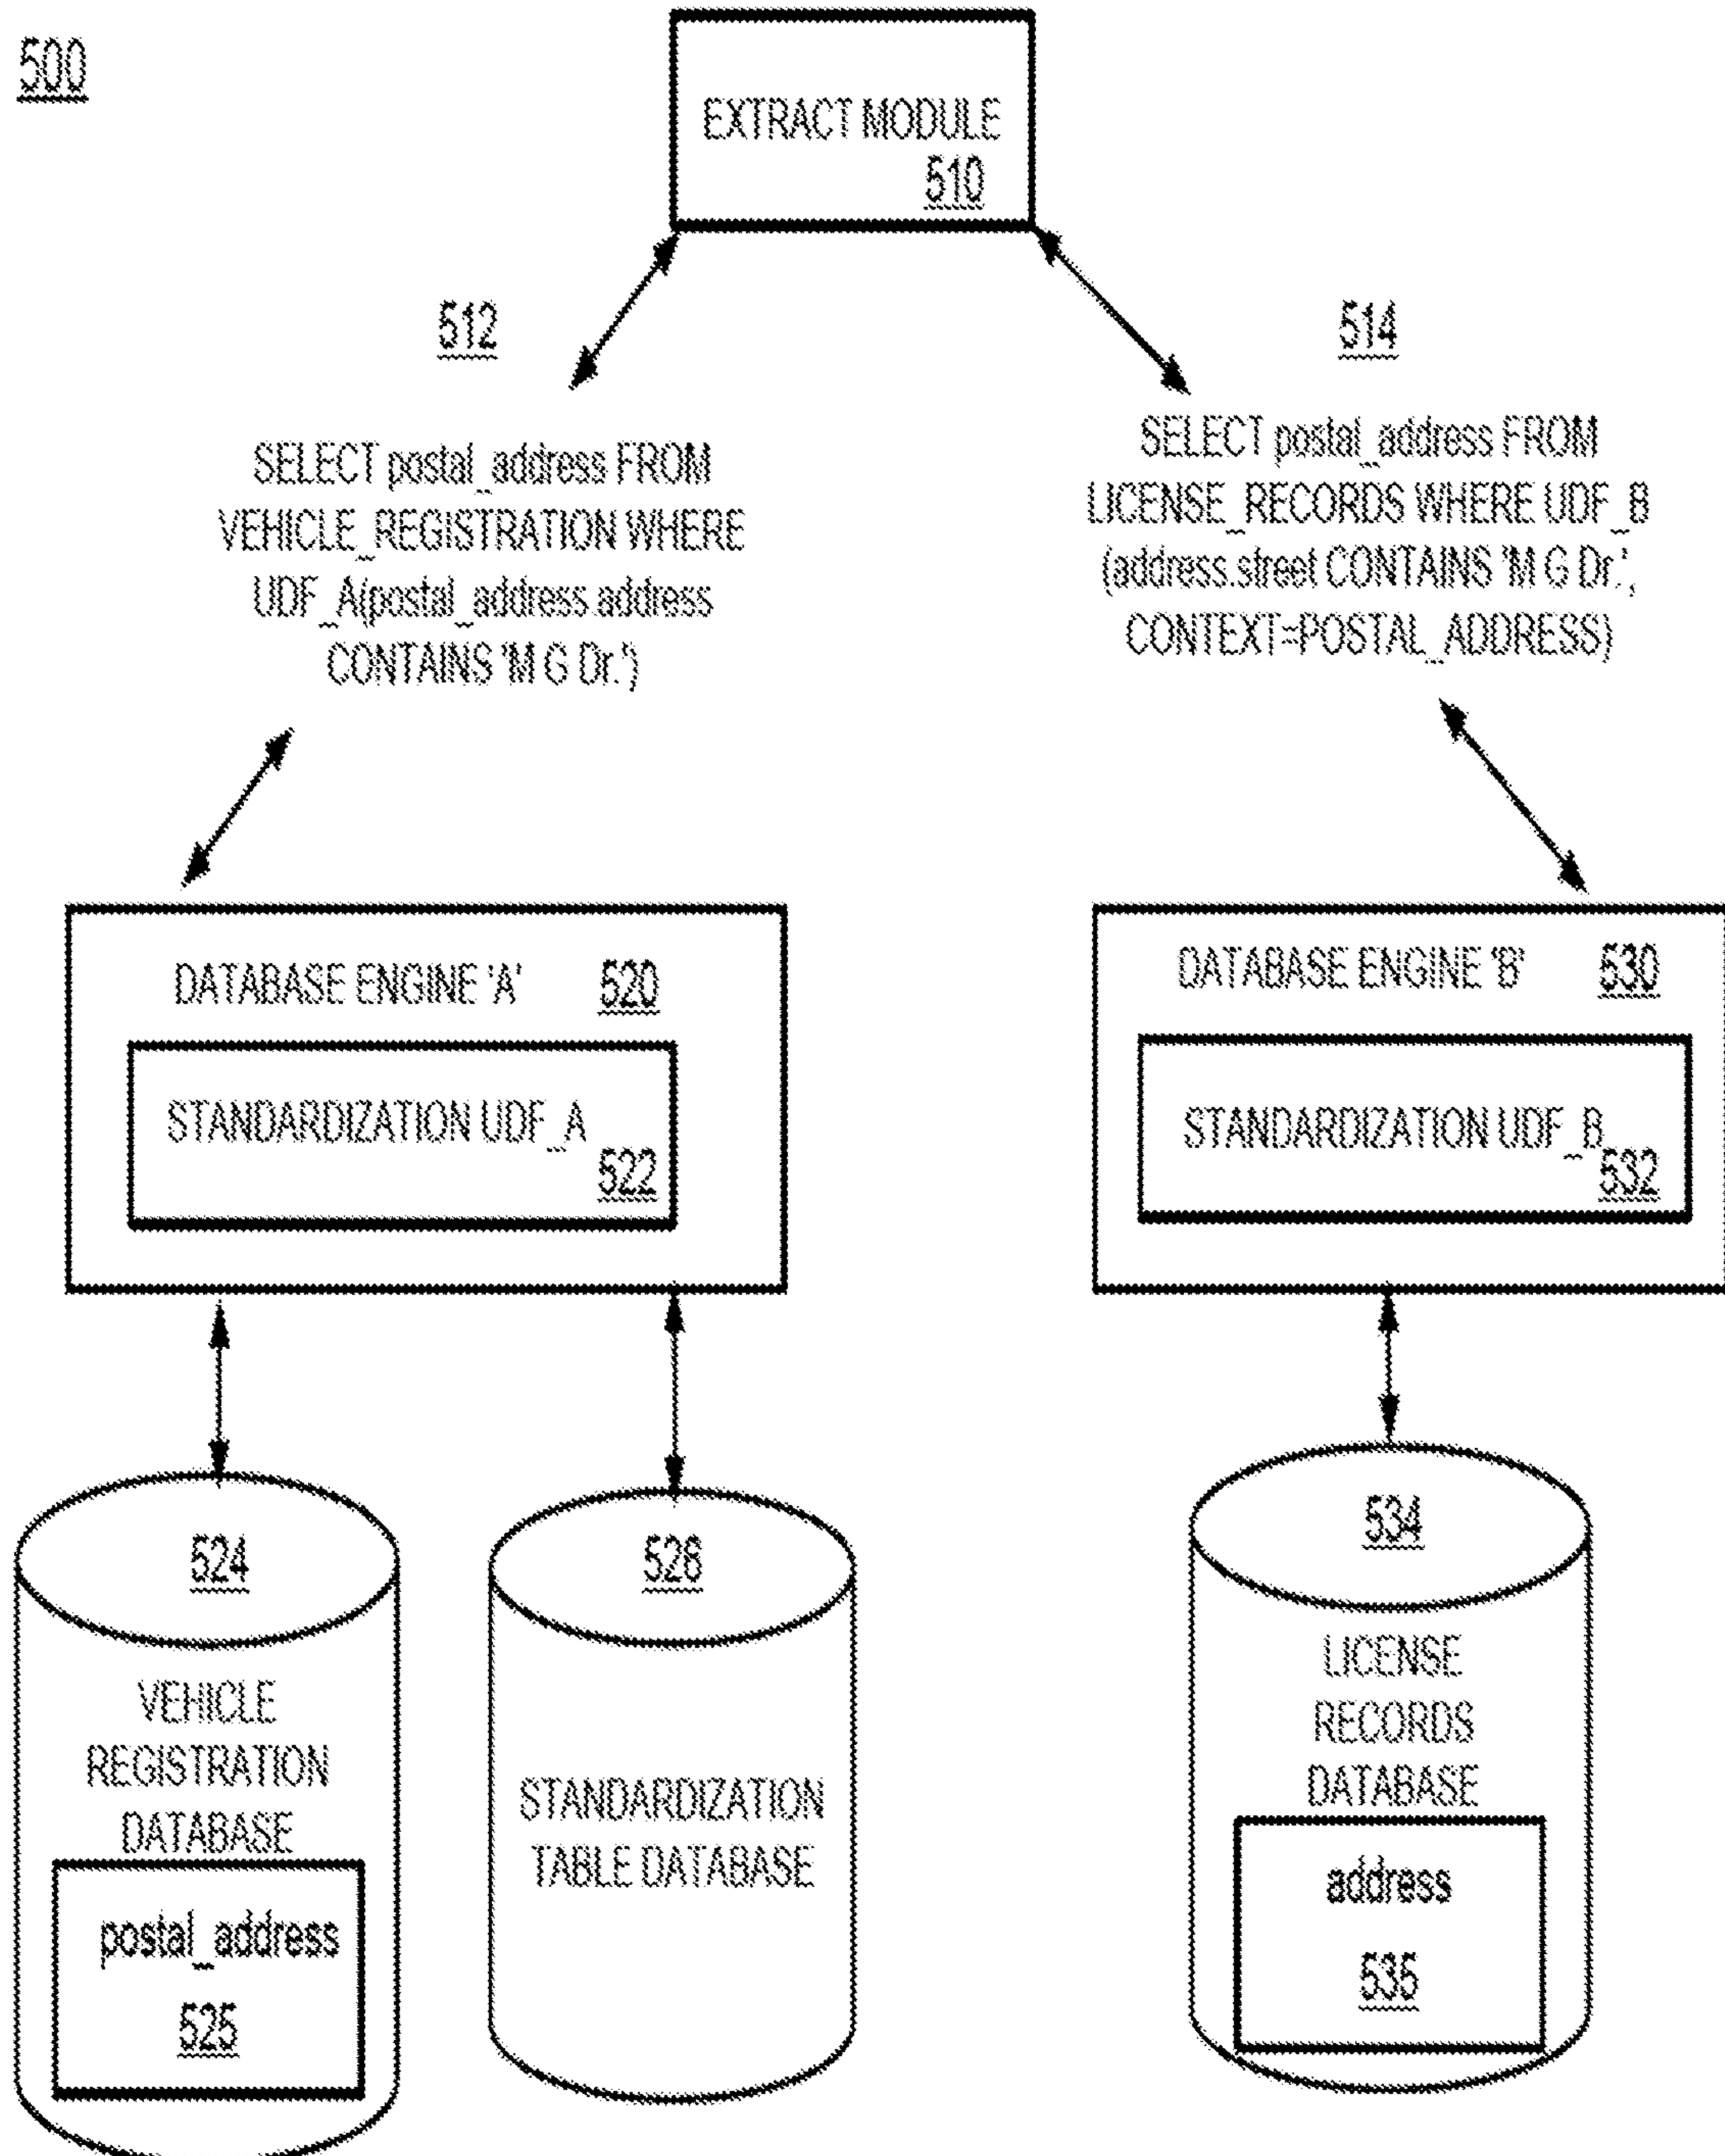 500
EXTRACT MODULE
510
512
SELECT postal_address FROM
VEHICLE_REGISTRATION WHERE
UDF_A(postal_address.address
CONTAINS 'M G Dr.')
514
SELECT postal_address FROM
LICENSE_RECORDS WHERE UDF_B
(address.street CONTAINS 'M G Dr.',
CONTEXT=POSTAL_ADDRESS)
DATABASE ENGINE 'A' 520
STANDARDIZATION UDF_A
522
DATABASE ENGINE 'B' 530
STANDARDIZATION UDF_B
532
524
VEHICLE
REGISTRATION
DATABASE
postal_address
525
526
STANDARDIZATION
TABLE DATABASE
534
LICENSE
RECORDS
DATABASE
address
535